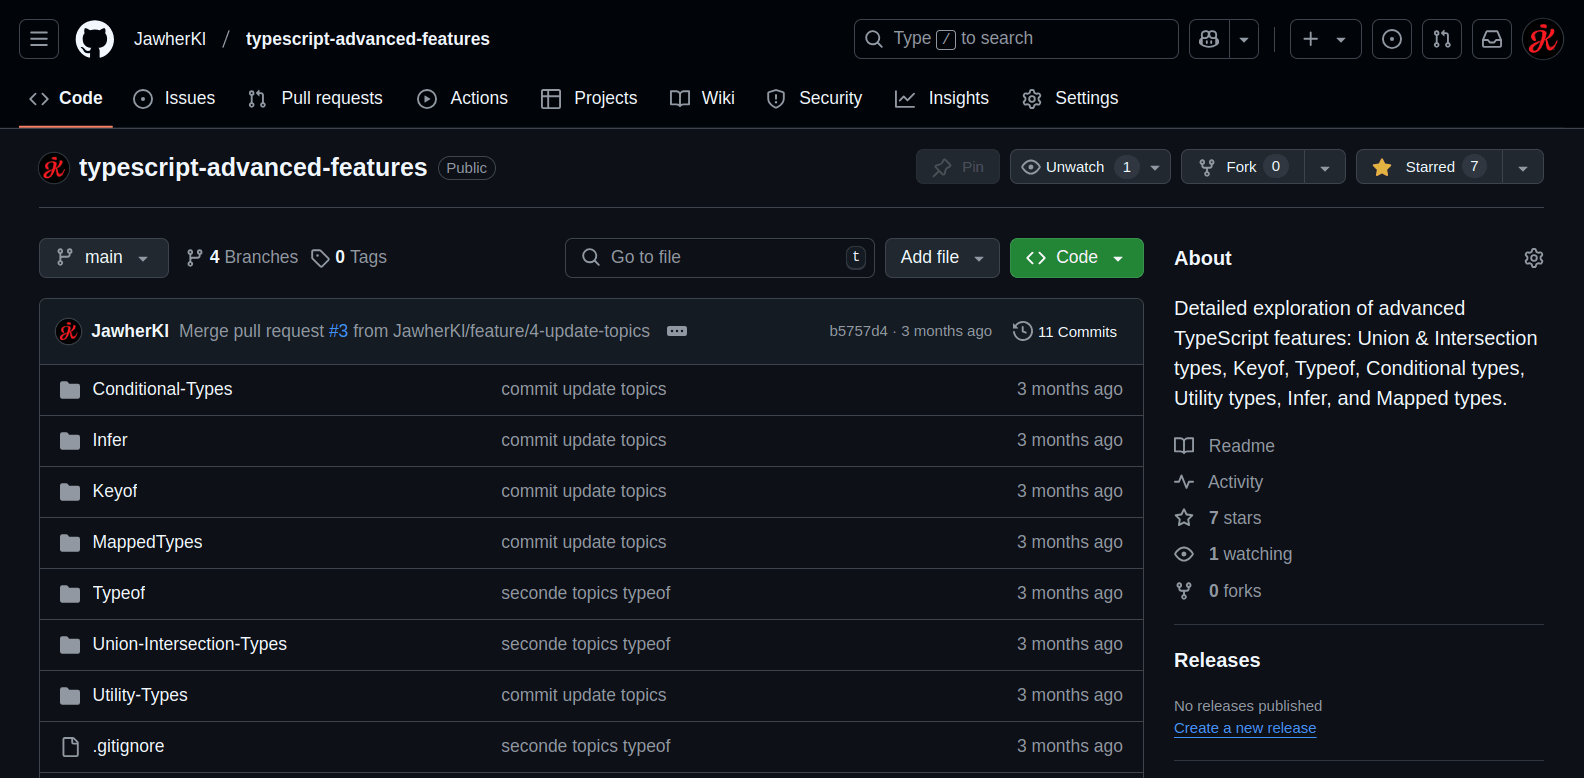 JawherKI / typescript-advanced-features
Type / to search
Code Issues Pull requests Actions Projects Wiki Security Insights Settings
typescript-advanced-features Public
Pin Unwatch 1 Fork 0 Starred 7
main 4 Branches 0 Tags Go to file t Add file Code
JawherKI Merge pull request #3 from JawherKI/feature/4-update-topics b5757d4 · 3 months ago 11 Commits
Conditional-Types commit update topics 3 months ago
Infer commit update topics 3 months ago
Keyof commit update topics 3 months ago
MappedTypes commit update topics 3 months ago
Typeof seconde topics typeof 3 months ago
Union-Intersection-Types seconde topics typeof 3 months ago
Utility-Types commit update topics 3 months ago
.gitignore seconde topics typeof 3 months ago
About
Detailed exploration of advanced
TypeScript features: Union & Intersection
types, Keyof, Typeof, Conditional types,
Utility types, Infer, and Mapped types.
Readme
Activity
7 stars
1 watching
0 forks
Releases
No releases published
Create a new release